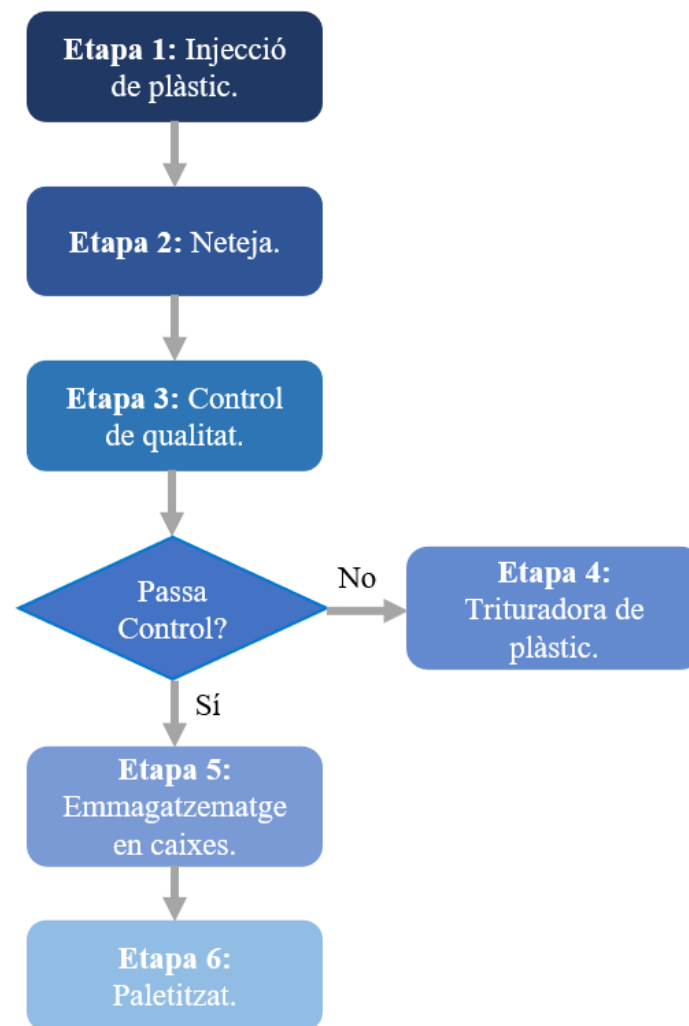 Etapa 1: Injecció
de plàstic.
Etapa 2: Neteja.
Etapa 3: Control
de qualitat.
Passa
Control?
No
Etapa 4:
Trituradora de
plàstic.
Sí
Etapa 5:
Emmagatzematge
en caixes.
Etapa 6:
Paletitzat.